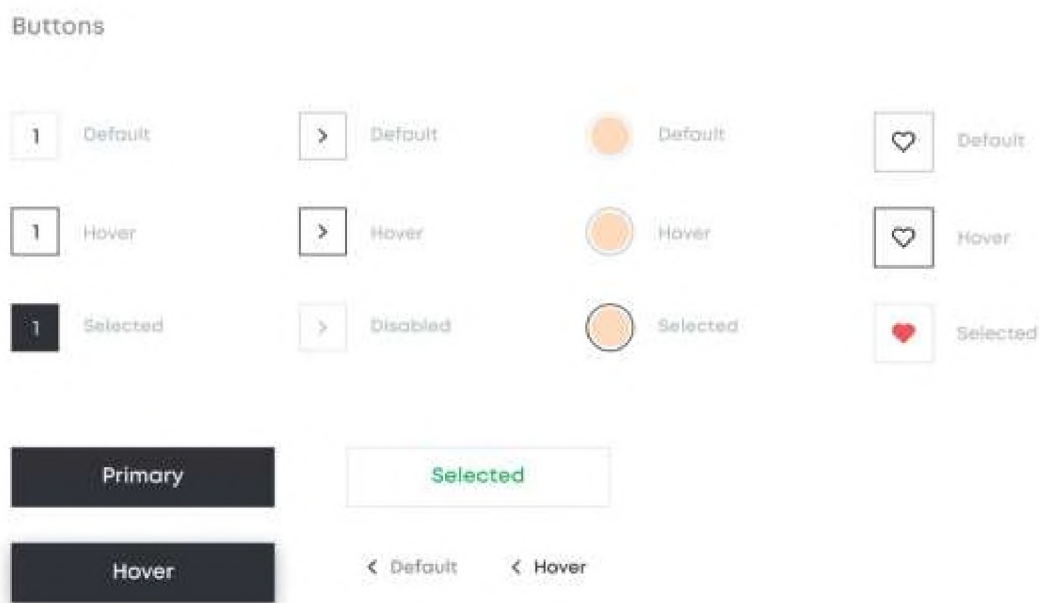 Buttons
1 Default > Default Default Default
1 Hover > Hover Hover Hover
1 Selected > Disabled Selected Selected
Primary Selected
Hover < Default < Hover